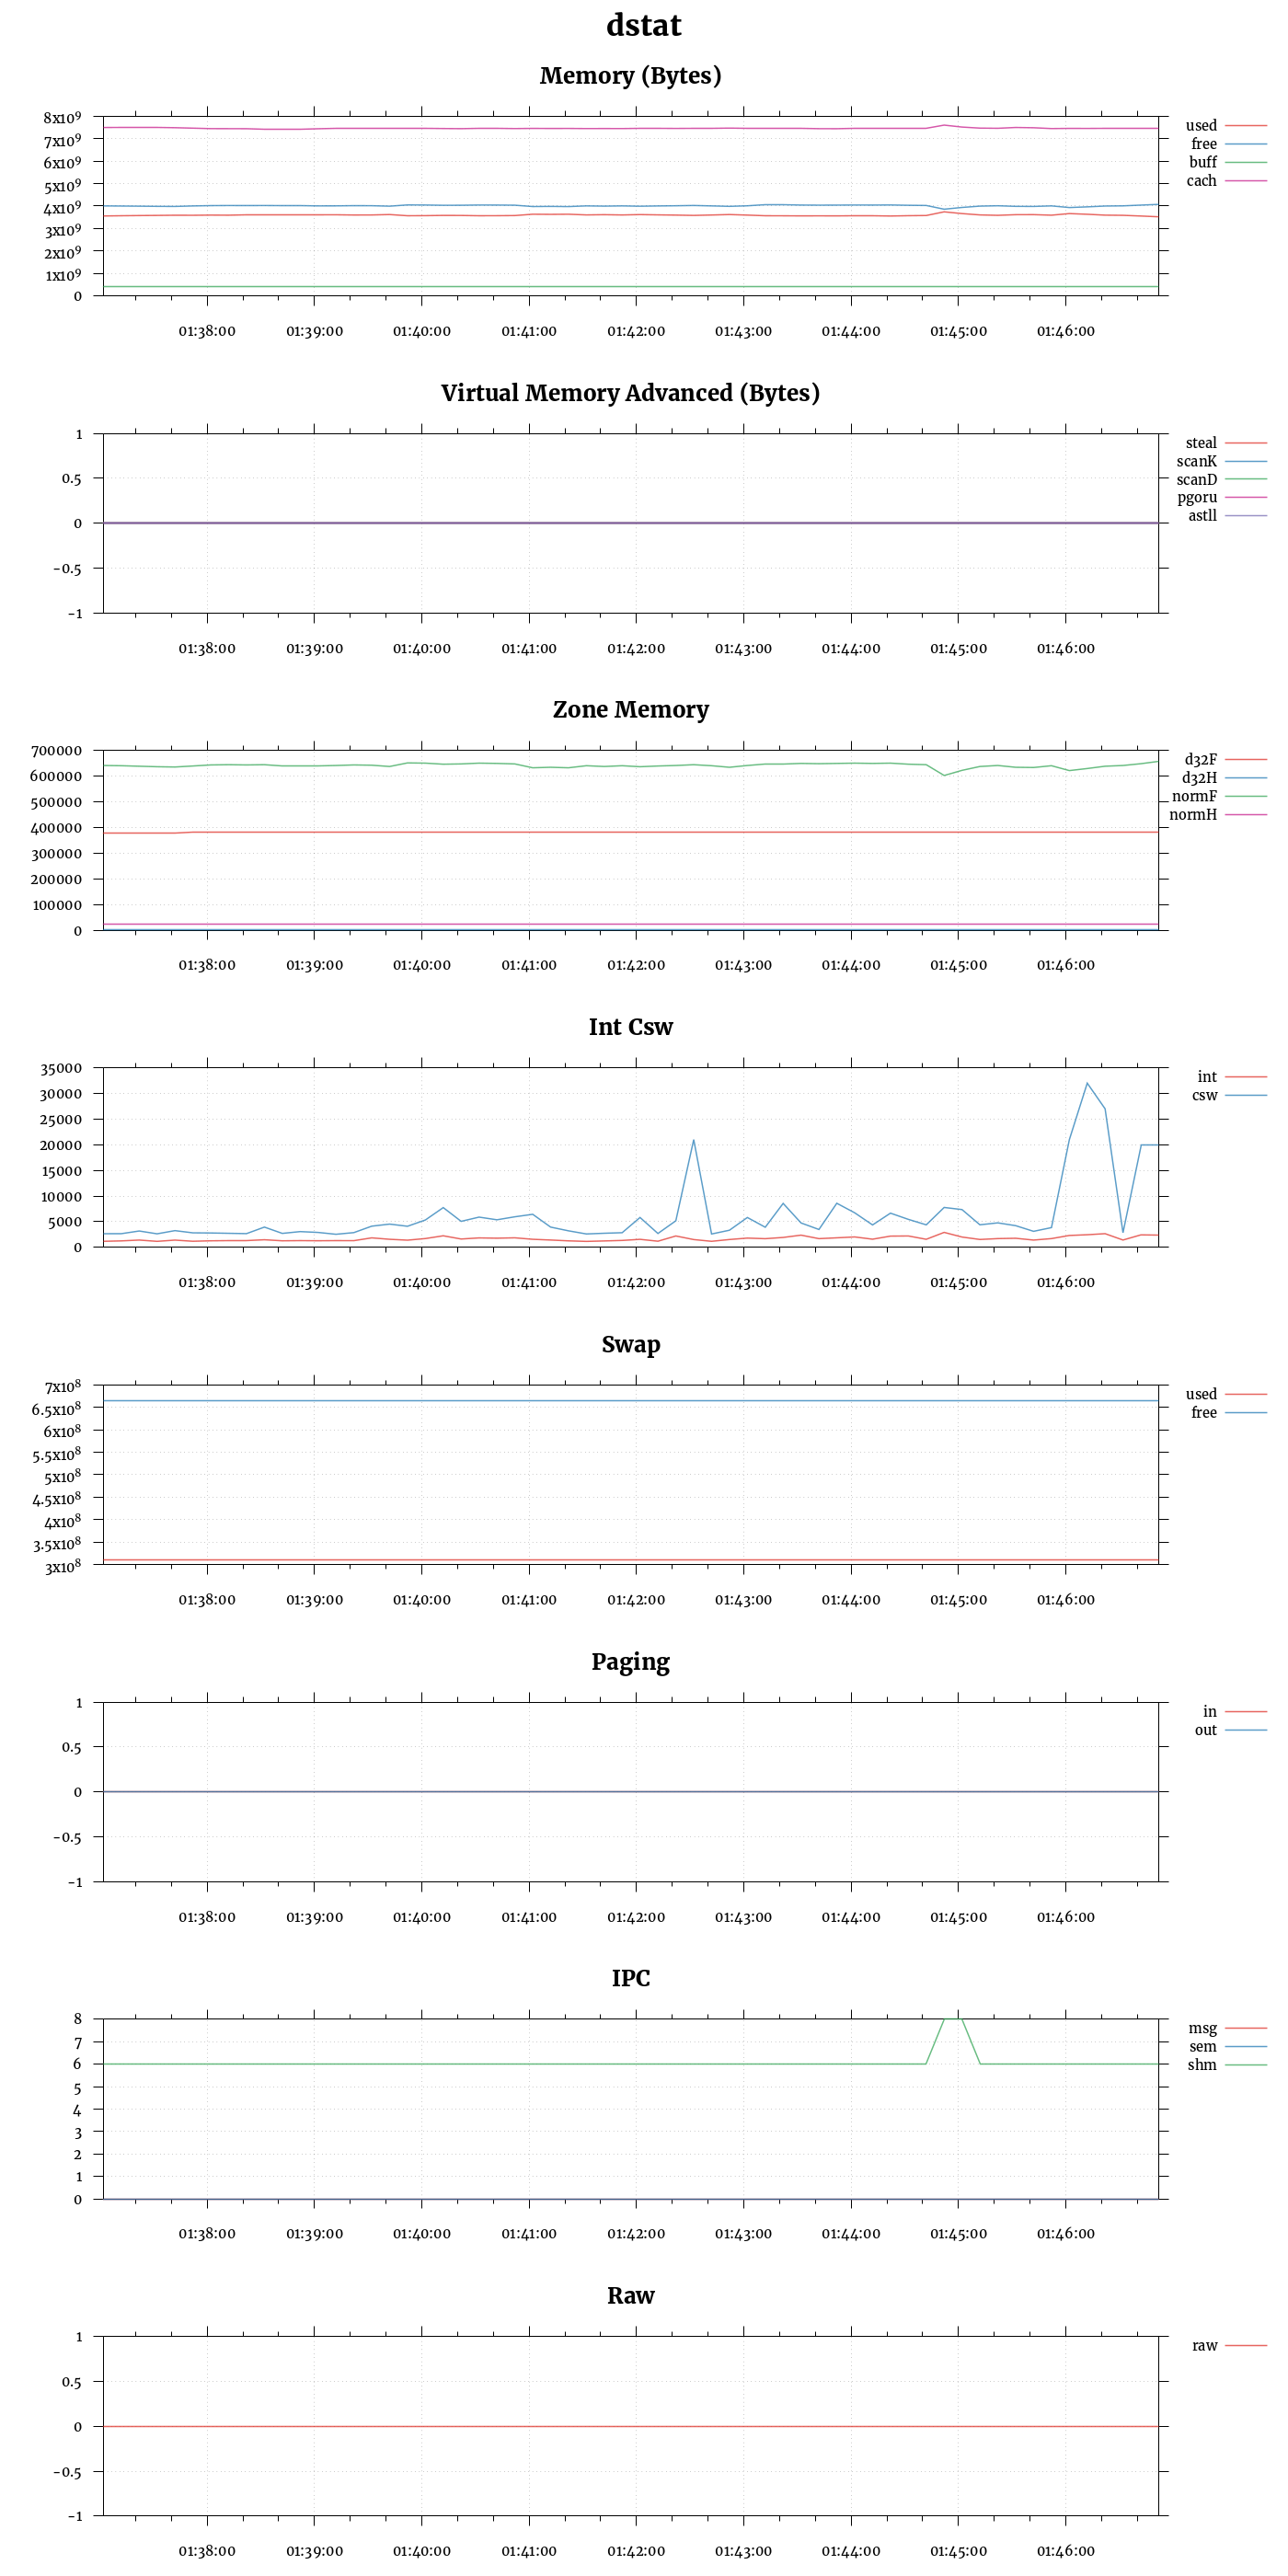 dstat
Memory (Bytes)
8x10⁹
7x10⁹
6x10⁹
5x10⁹
4x10⁹
3x10⁹
2x10⁹
1x10⁹
0
01:38:00 01:39:00 01:40:00 01:41:00 01:42:00 01:43:00 01:44:00 01:45:00 01:46:00
used
free
buff
cach
Virtual Memory Advanced (Bytes)
1
0.5
0
-0.5
-1
01:38:00 01:39:00 01:40:00 01:41:00 01:42:00 01:43:00 01:44:00 01:45:00 01:46:00
steal
scanK
scanD
pgoru
astll
Zone Memory
700000
600000
500000
400000
300000
200000
100000
0
01:38:00 01:39:00 01:40:00 01:41:00 01:42:00 01:43:00 01:44:00 01:45:00 01:46:00
d32F
d32H
normF
normH
Int Csw
35000
30000
25000
20000
15000
10000
5000
0
01:38:00 01:39:00 01:40:00 01:41:00 01:42:00 01:43:00 01:44:00 01:45:00 01:46:00
int
csw
Swap
7x10⁸
6.5x10⁸
6x10⁸
5.5x10⁸
5x10⁸
4.5x10⁸
4x10⁸
3.5x10⁸
3x10⁸
01:38:00 01:39:00 01:40:00 01:41:00 01:42:00 01:43:00 01:44:00 01:45:00 01:46:00
used
free
Paging
1
0.5
0
-0.5
-1
01:38:00 01:39:00 01:40:00 01:41:00 01:42:00 01:43:00 01:44:00 01:45:00 01:46:00
in
out
IPC
8
7
6
5
4
3
2
1
0
01:38:00 01:39:00 01:40:00 01:41:00 01:42:00 01:43:00 01:44:00 01:45:00 01:46:00
msg
sem
shm
Raw
1
0.5
0
-0.5
-1
01:38:00 01:39:00 01:40:00 01:41:00 01:42:00 01:43:00 01:44:00 01:45:00 01:46:00
raw